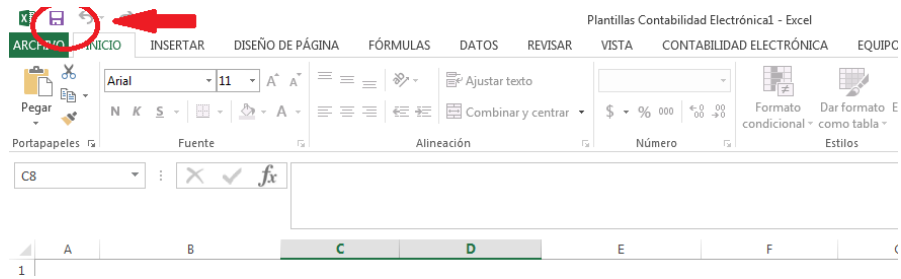 Plantillas Contabilidad Electrónica1 - Excel
ARCHIVO INICIO INSERTAR DISEÑO DE PÁGINA FÓRMULAS DATOS REVISAR VISTA CONTABILIDAD ELECTRÓNICA EQUIPO
Arial 11 A A Ajustar texto
Pegar N K S A Combinar y centrar $ % 000 Formato condicional Dar formato como tabla E
Portapapeles Fuente Alineación Número Estilos
C8 fx
A B C D E F
1